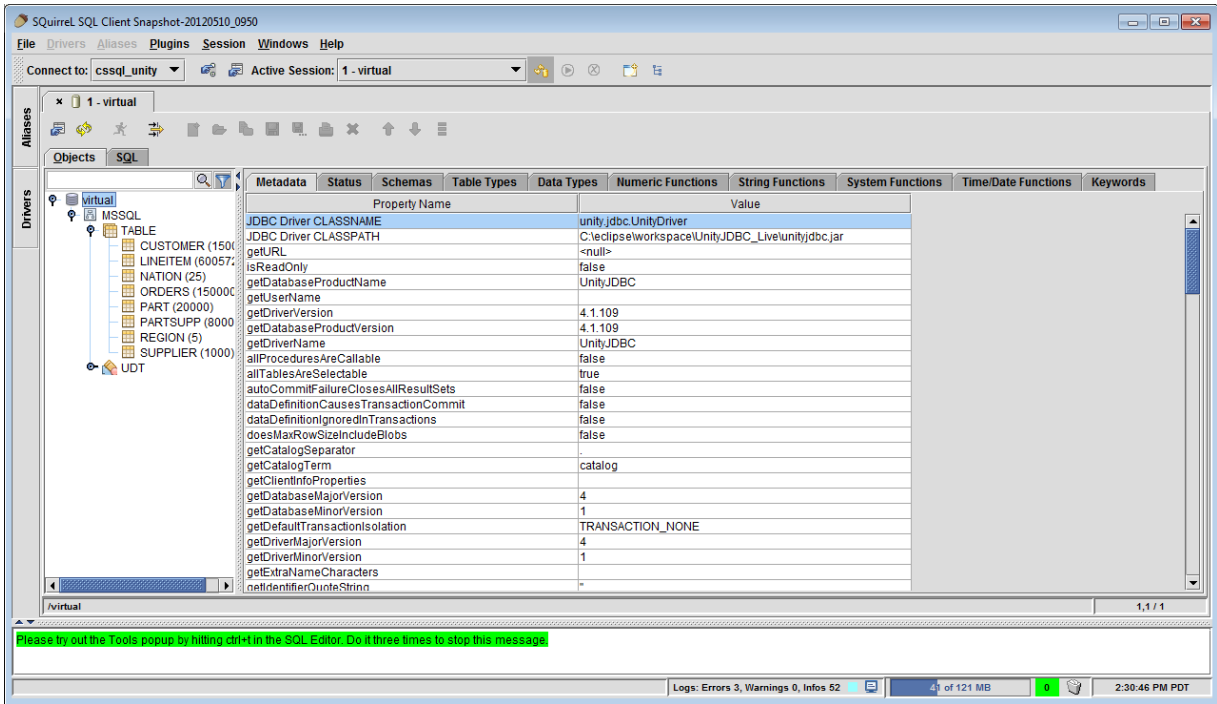 SQuirreL SQL Client Snapshot-20120510_0950
File Drivers Aliases Plugins Session Windows Help
Connect to: cssql_unity Active Session: 1 - virtual
1 - virtual
Aliases
Drivers
Objects SQL
virtual
MSSQL
TABLE
CUSTOMER (1500
LINEITEM (600572
NATION (25)
ORDERS (150000
PART (20000)
PARTSUPP (8000
REGION (5)
SUPPLIER (1000)
UDT
Metadata Status Schemas Table Types Data Types Numeric Functions String Functions System Functions Time/Date Functions Keywords
Property Name Value
JDBC Driver CLASSNAME unity.jdbc.UnityDriver
JDBC Driver CLASSPATH C:\eclipse\workspace\UnityJDBC_Live\unityjdbc.jar
getURL <null>
isReadOnly false
getDatabaseProductName UnityJDBC
getUserName
getDriverVersion 4.1.109
getDatabaseProductVersion 4.1.109
getDriverName UnityJDBC
allProceduresAreCallable false
allTablesAreSelectable true
autoCommitFailureClosesAllResultSets false
dataDefinitionCausesTransactionCommit false
dataDefinitionIgnoredInTransactions false
doesMaxRowSizeIncludeBlobs false
getCatalogSeparator .
getCatalogTerm catalog
getClientInfoProperties
getDatabaseMajorVersion 4
getDatabaseMinorVersion 1
getDefaultTransactionIsolation TRANSACTION_NONE
getDriverMajorVersion 4
getDriverMinorVersion 1
getExtraNameCharacters
getIdentifierQuoteString "
/virtual 1,1 / 1
Please try out the Tools popup by hitting ctrl+t in the SQL Editor. Do it three times to stop this message.
Logs: Errors 3, Warnings 0, Infos 52 41 of 121 MB 0 2:30:46 PM PDT